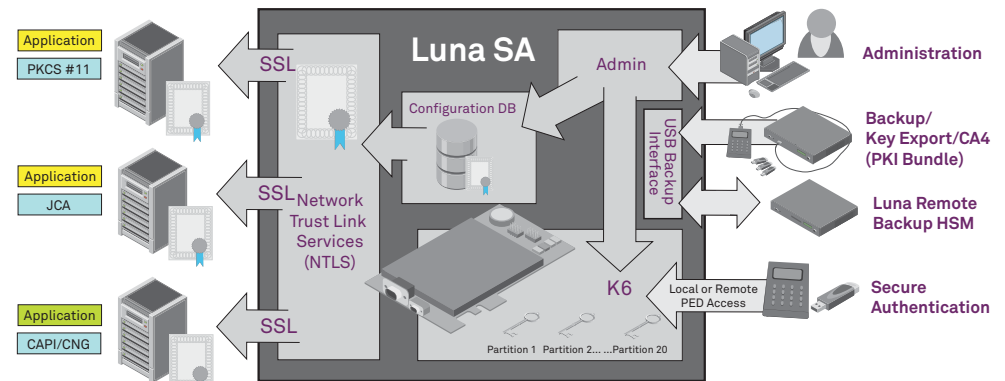 Application
PKCS #11
SSL
Application
JCA
SSL
Application
CAPI/CNG
SSL
Luna SA
Network
Trust Link
Services
(NTLS)
Configuration DB
Admin
USB Backup
Interface
K6
Partition 1
Partition 2...
...Partition 20
Local or Remote
PED Access
Administration
Backup/
Key Export/CA4
(PKI Bundle)
Luna Remote
Backup HSM
Secure
Authentication